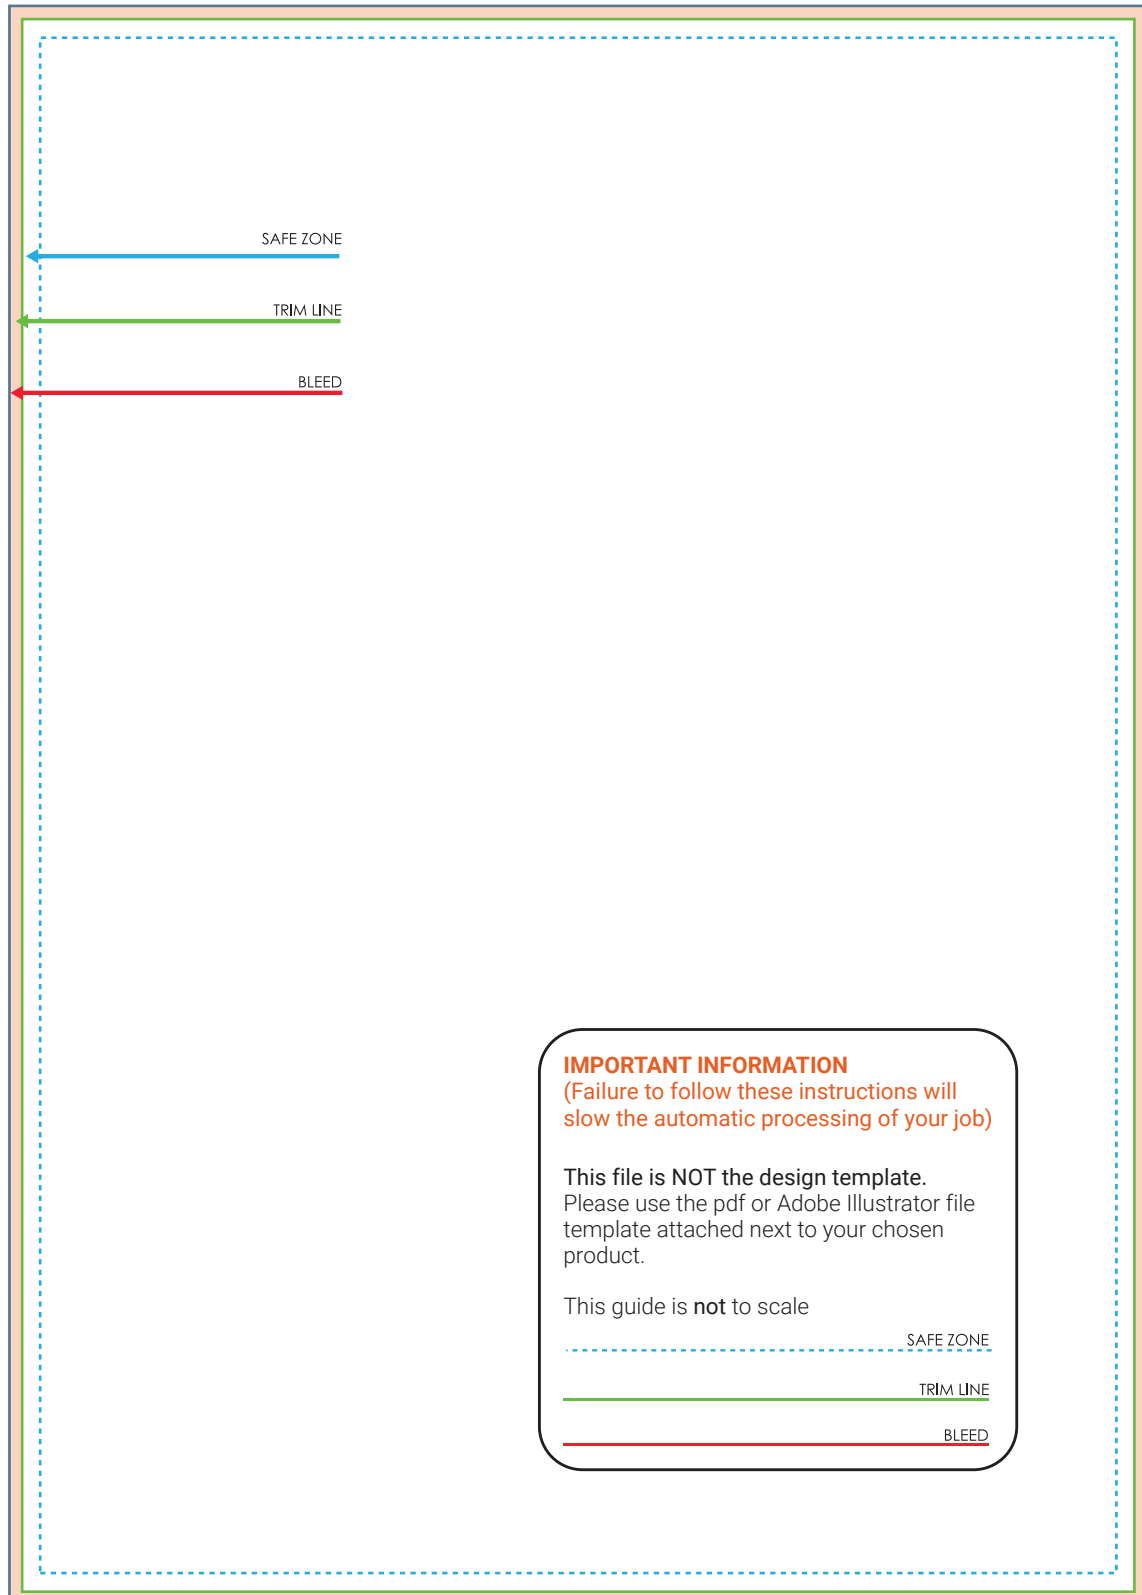 SAFE ZONE
TRIM LINE
BLEED
IMPORTANT INFORMATION
(Failure to follow these instructions will
slow the automatic processing of your job)
This file is NOT the design template.
Please use the pdf or Adobe Illustrator file
template attached next to your chosen
product.
This guide is not to scale
SAFE ZONE
TRIM LINE
BLEED